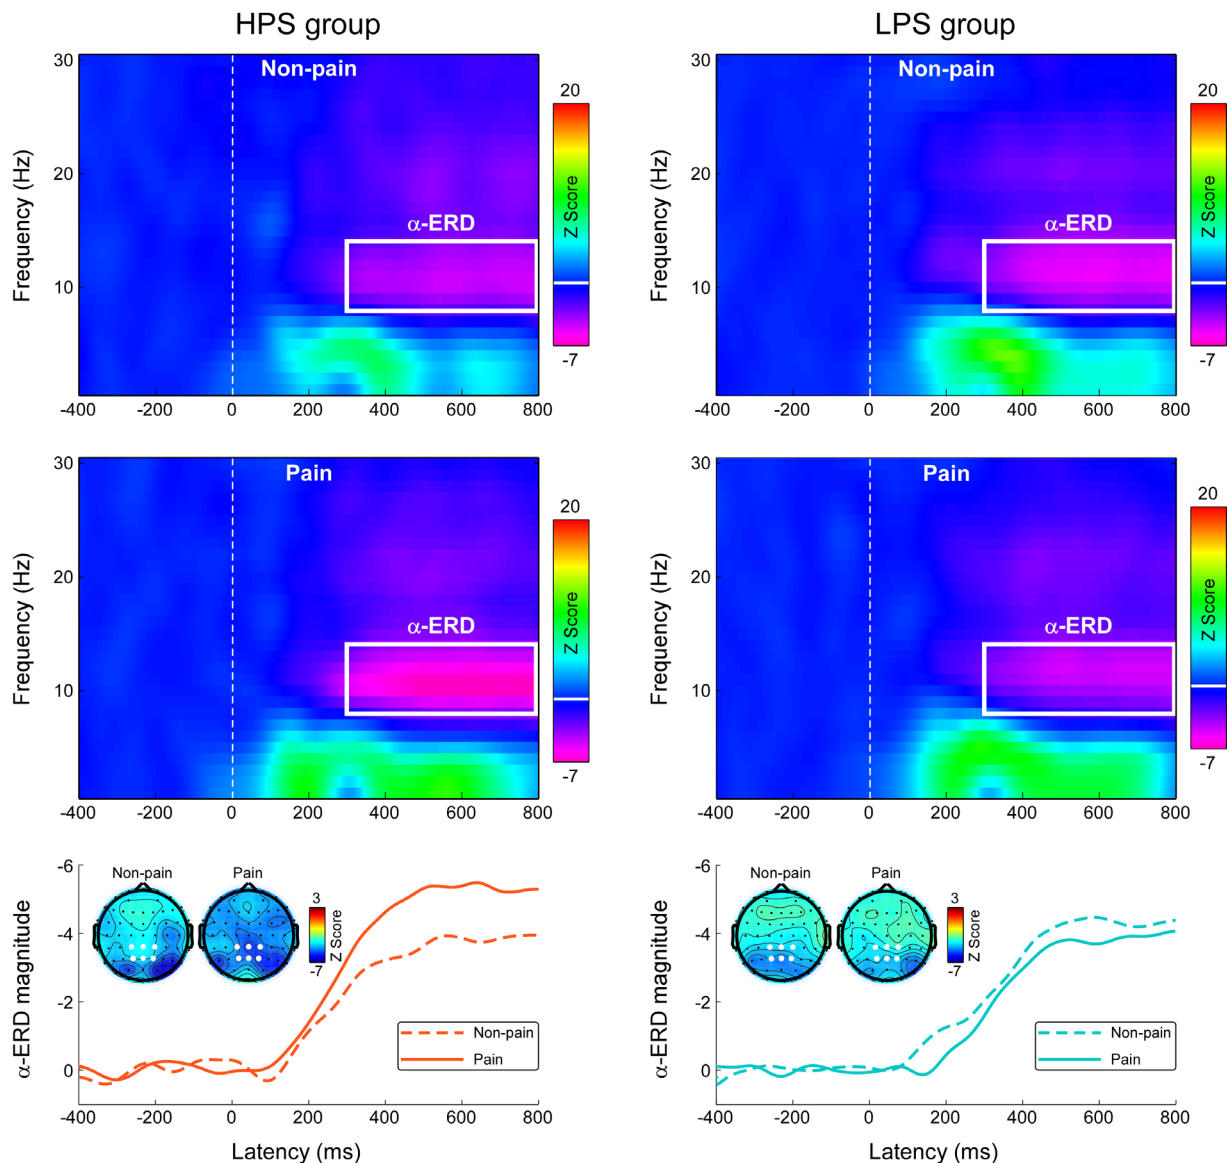 HPS group
LPS group
30
20
10
Frequency (Hz)
Non-pain
α-ERD
-400 -200 0 200 400 600 800
20
Z Score
-7
30
20
10
Frequency (Hz)
Non-pain
α-ERD
-400 -200 0 200 400 600 800
20
Z Score
-7
30
20
10
Frequency (Hz)
Pain
α-ERD
-400 -200 0 200 400 600 800
20
Z Score
-7
30
20
10
Frequency (Hz)
Pain
α-ERD
-400 -200 0 200 400 600 800
20
Z Score
-7
-6
-4
-2
0
α-ERD magnitude
Non-pain Pain
3
Z Score
-7
Non-pain
Pain
-400 -200 0 200 400 600 800
Latency (ms)
-6
-4
-2
0
α-ERD magnitude
Non-pain Pain
3
Z Score
-7
Non-pain
Pain
-400 -200 0 200 400 600 800
Latency (ms)